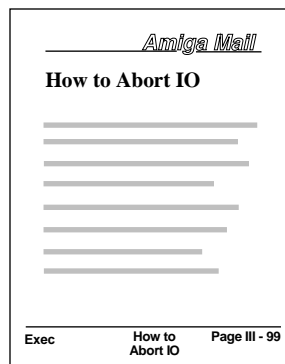 Amiga Mail
How to Abort IO
Exec How to Abort IO Page III - 99